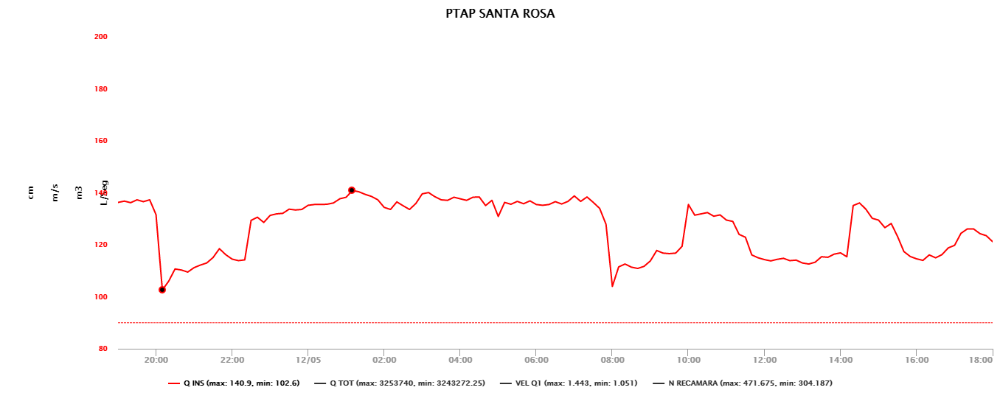 PTAP SANTA ROSA
200
180
160
140
120
100
80
cm
m/s
m3
L/Seg
20:00 22:00 12/05 02:00 04:00 06:00 08:00 10:00 12:00 14:00 16:00 18:00
Q INS (max: 140.9, min: 102.6) Q TOT (max: 3253740, min: 3243272.25) VEL Q1 (max: 1.443, min: 1.051) N RECAMARA (max: 471.675, min: 304.187)